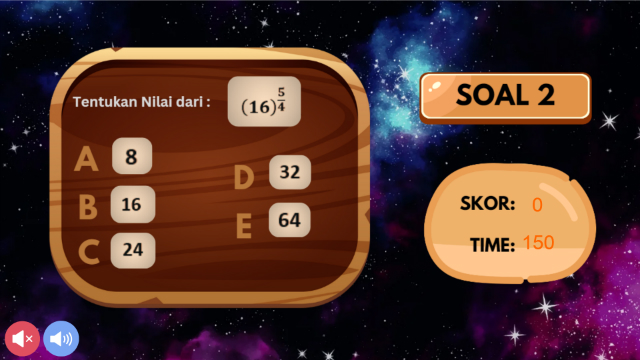 SOAL 2
Tentukan Nilai dari : (16)^{5/4}
A 8
B 16
C 24
D 32
E 64
SKOR: 0
TIME: 150